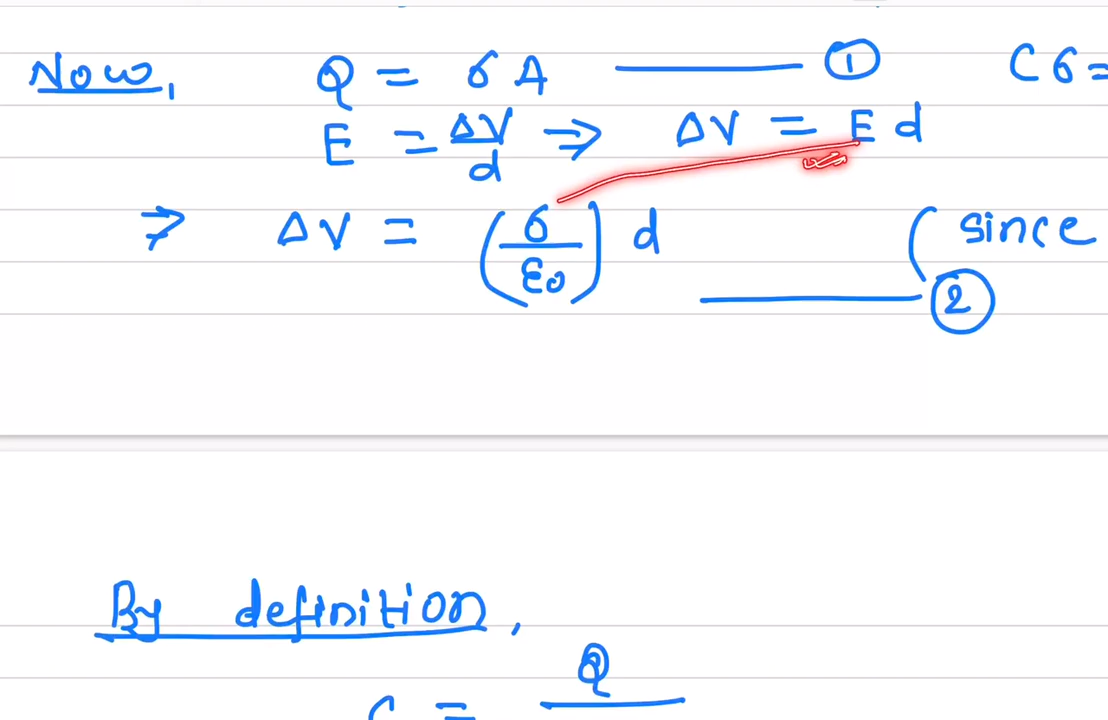 Now, Q = σA ——— ① (σ =
E = ΔV/d ⇒ ΔV = Ed
⇒ ΔV = (σ/ε₀) d (since
——— ②
By definition,
C = Q